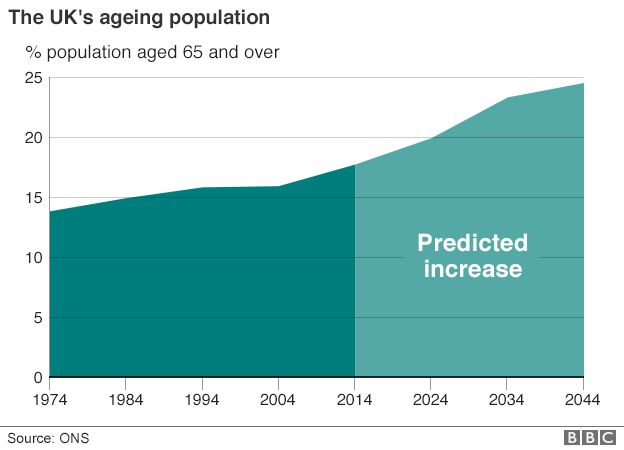 The UK's ageing population
% population aged 65 and over
25
20
15
10
5
0
Predicted
increase
1974 1984 1994 2004 2014 2024 2034 2044
Source: ONS
BBC